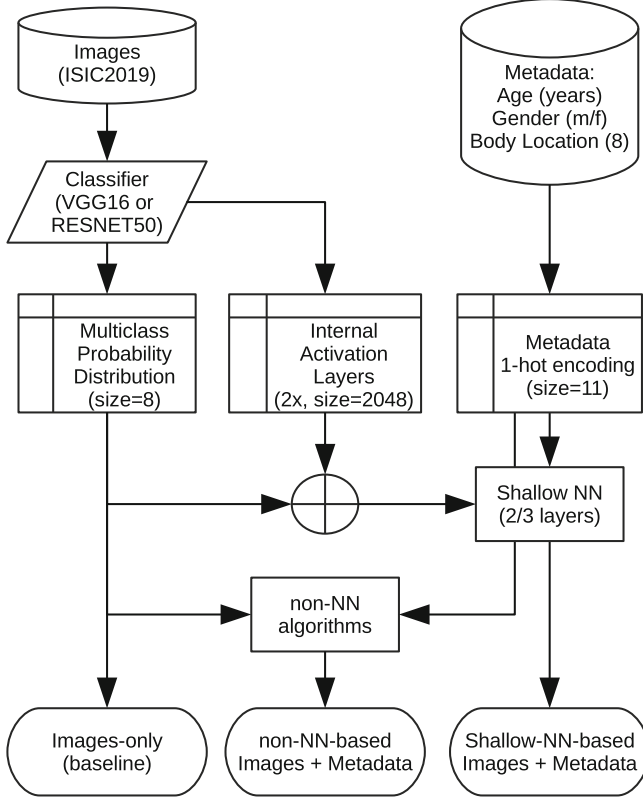 Images
(ISIC2019)
Metadata:
Age (years)
Gender (m/f)
Body Location (8)
Classifier
(VGG16 or
RESNET50)
Multiclass
Probability
Distribution
(size=8)
Internal
Activation
Layers
(2x, size=2048)
Metadata
1-hot encoding
(size=11)
Shallow NN
(2/3 layers)
non-NN
algorithms
Images-only
(baseline)
non-NN-based
Images + Metadata
Shallow-NN-based
Images + Metadata